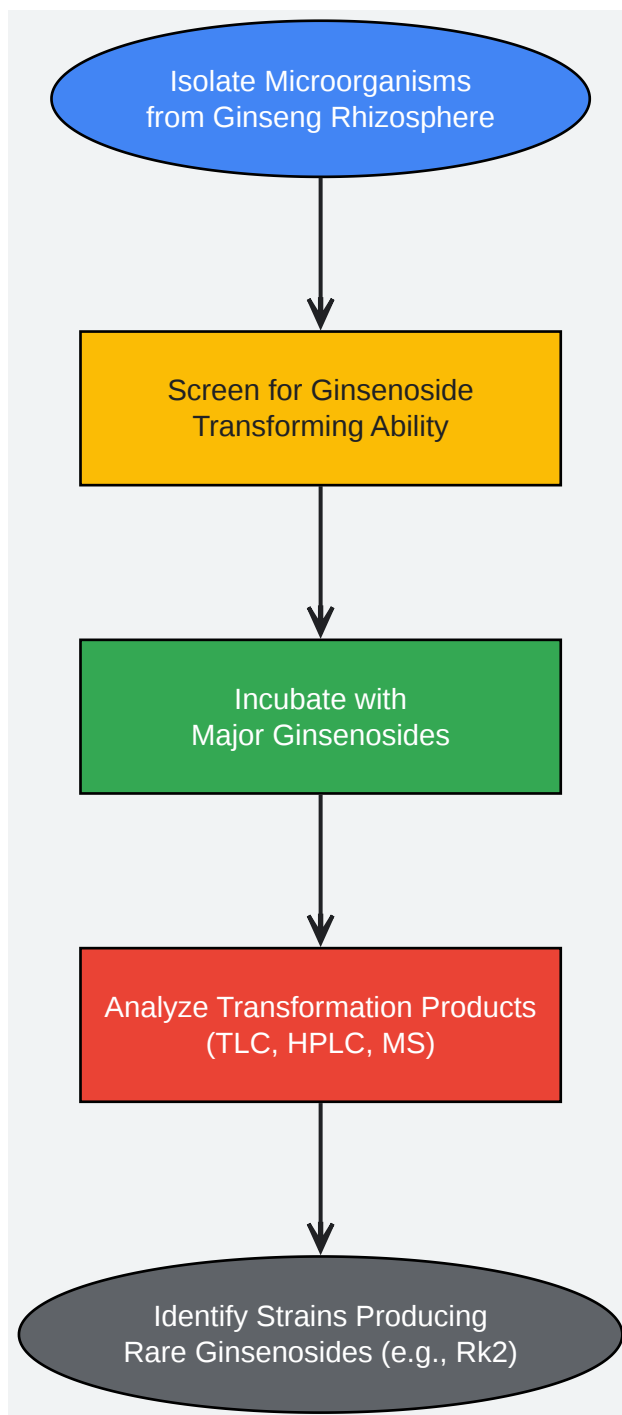 Isolate Microorganisms
from Ginseng Rhizosphere
Screen for Ginsenoside
Transforming Ability
Incubate with
Major Ginsenosides
Analyze Transformation Products
(TLC, HPLC, MS)
Identify Strains Producing
Rare Ginsenosides (e.g., Rk2)